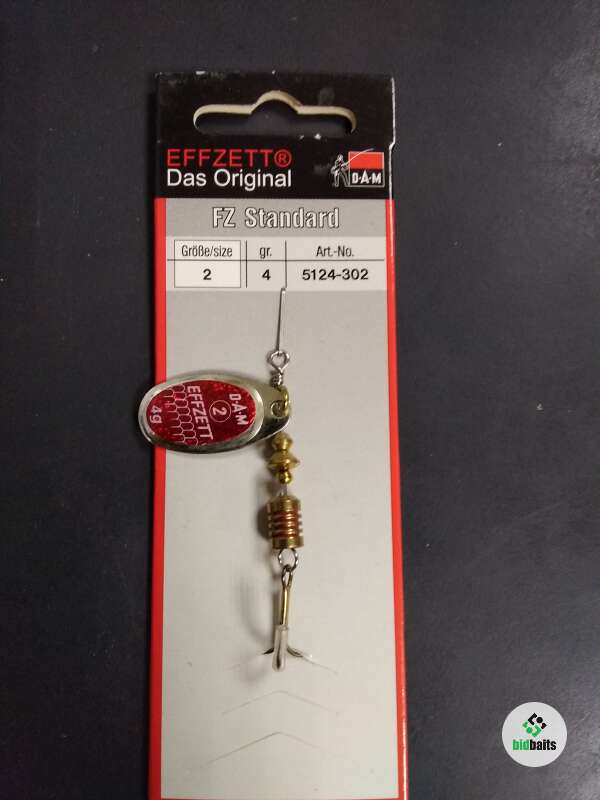 EFFZETT®
Das Original
D·A·M
FZ Standard
Größe/size gr. Art.-No.
2 4 5124-302
D·A·M
2
EFFZETT
4g
bidbaits